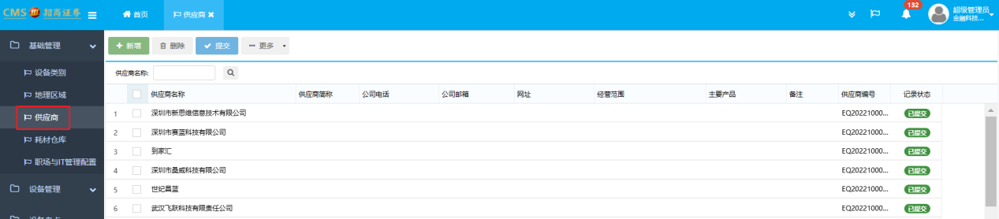 CMS 招商证券
首页
供应商
132
超级管理员
金融科技...
基础管理
设备类别
地理区域
供应商
耗材仓库
职场与IT管理配置
设备管理
新增 删除 提交 更多
供应商名称:
供应商名称 供应商简称 公司电话 公司邮箱 网址 经营范围 主要产品 备注 供应商编号 记录状态
1 深圳市新思维信息技术有限公司 EQ20221000... 已提交
2 深圳市赛蓝科技有限公司 EQ20221000... 已提交
3 到家汇 EQ20221000... 已提交
4 深圳市桑威科技有限公司 EQ20221000... 已提交
5 世纪昌蓝 EQ20221000... 已提交
6 武汉飞跃科技有限责任公司 EQ20221000... 已提交